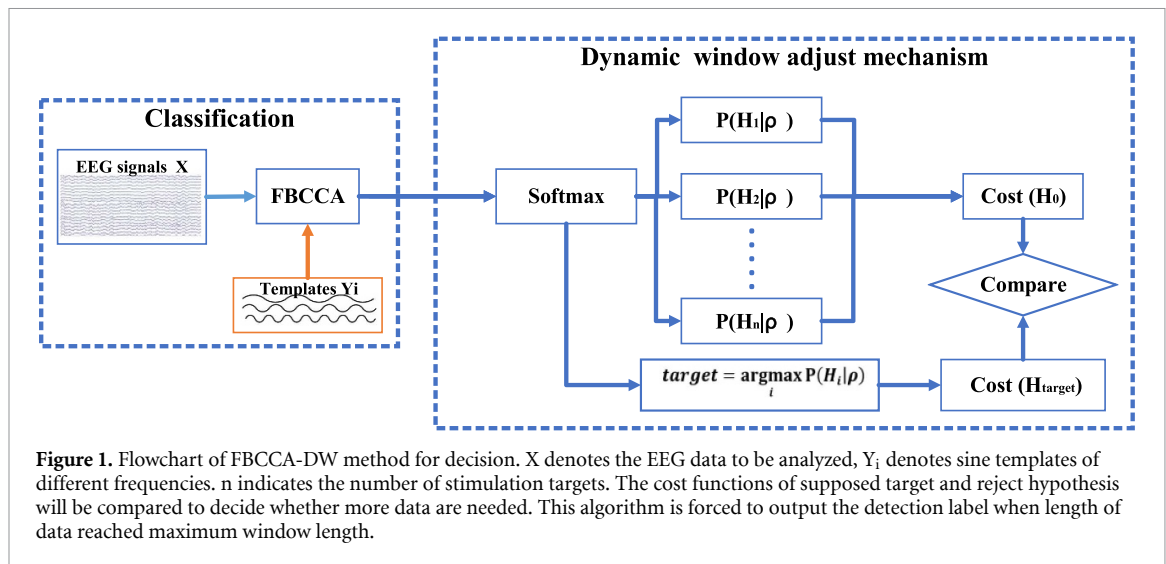 Dynamic window adjust mechanism
Classification
EEG signals X
FBCCA
Templates Yi
Softmax
P(H₁|ρ )
P(H₂|ρ )
P(Hₙ|ρ )
target = argmax P(Hᵢ|ρ)
i
Cost (H₀)
Compare
Cost (Htarget)
Figure 1. Flowchart of FBCCA-DW method for decision. X denotes the EEG data to be analyzed, Yᵢ denotes sine templates of
different frequencies. n indicates the number of stimulation targets. The cost functions of supposed target and reject hypothesis
will be compared to decide whether more data are needed. This algorithm is forced to output the detection label when length of
data reached maximum window length.